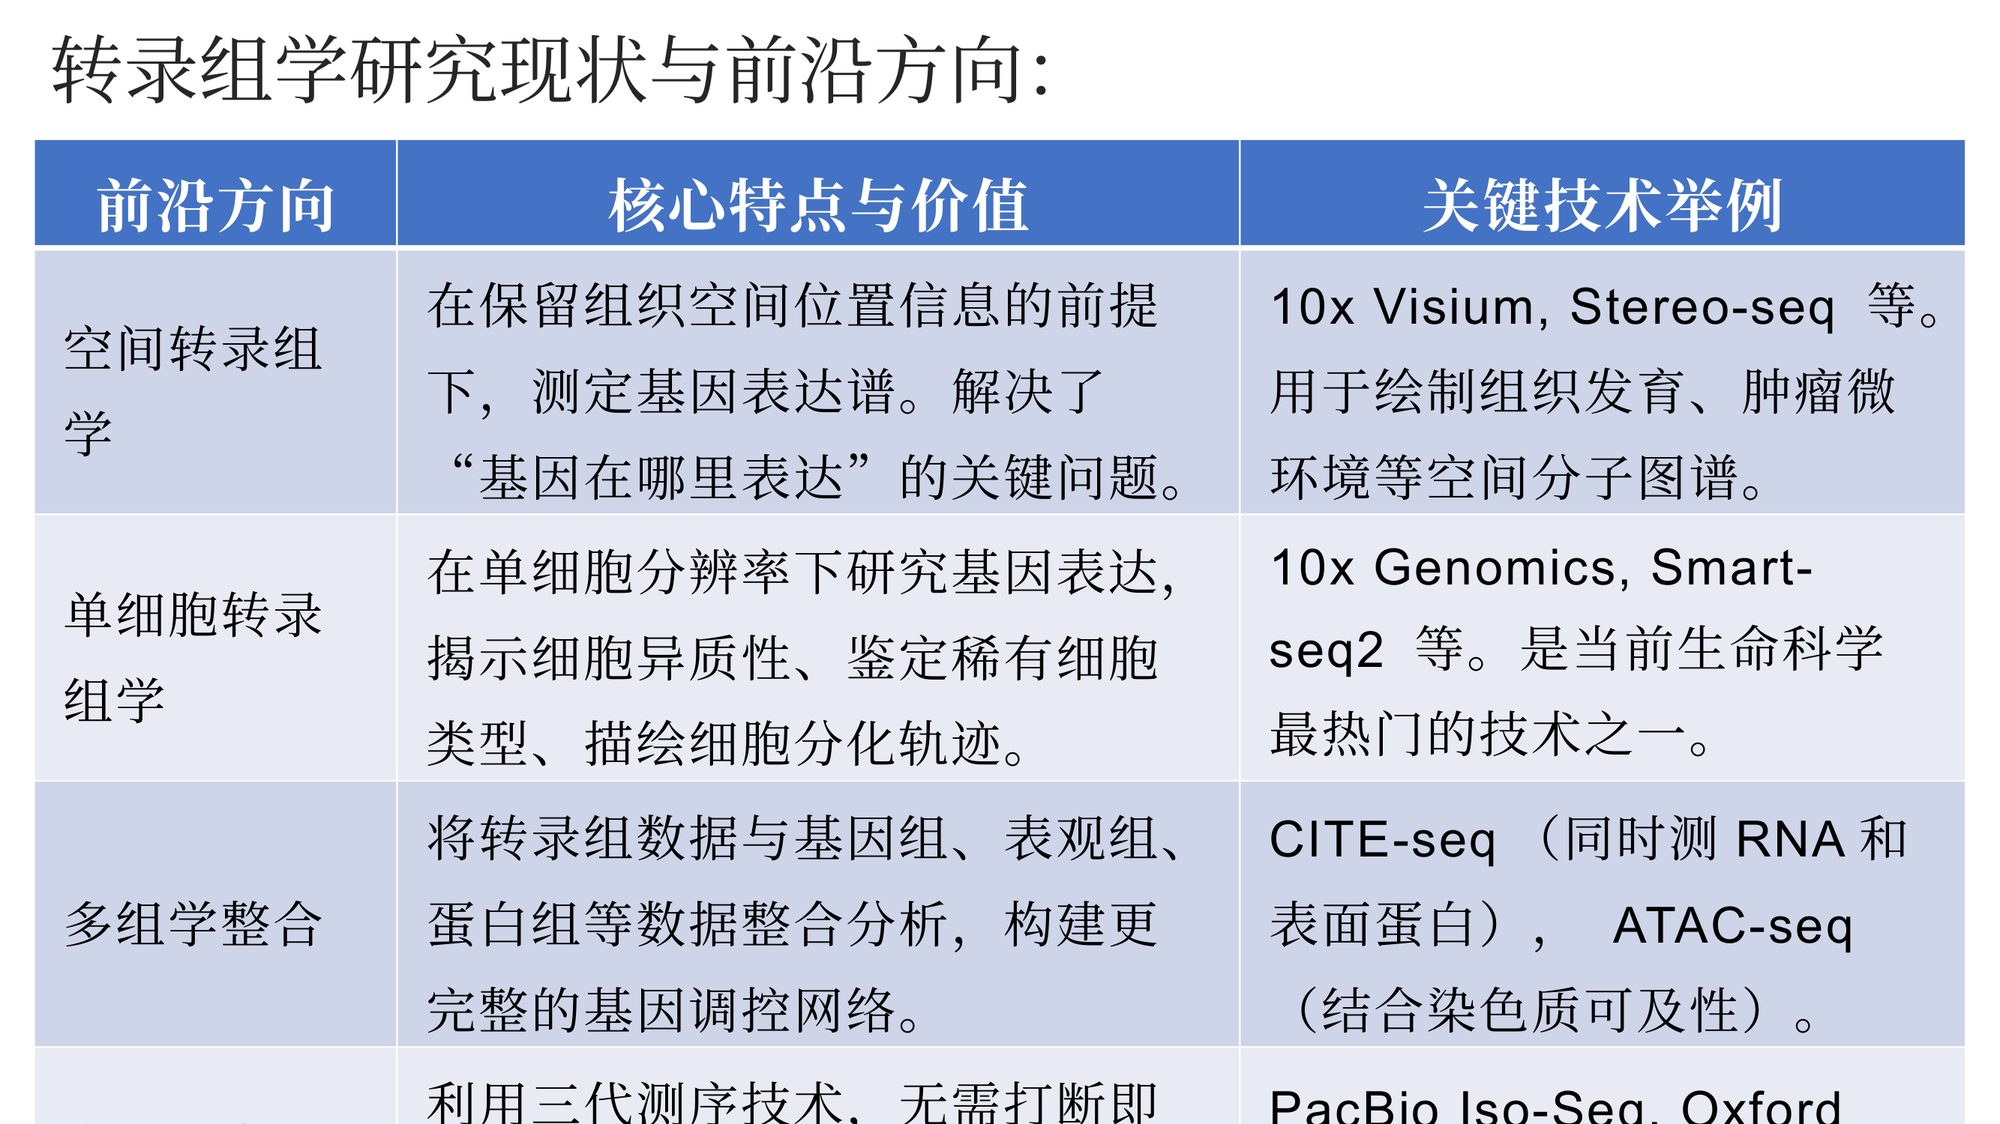 转录组学研究现状与前沿方向：
前沿方向
核心特点与价值
关键技术举例
空间转录组
学
在保留组织空间位置信息的前提
下，测定基因表达谱。解决了
“基因在哪里表达”的关键问题。
10x Visium, Stereo-seq 等。
用于绘制组织发育、肿瘤微
环境等空间分子图谱。
单细胞转录
组学
在单细胞分辨率下研究基因表达，
揭示细胞异质性、鉴定稀有细胞
类型、描绘细胞分化轨迹。
10x Genomics, Smart-
seq2 等。是当前生命科学
最热门的技术之一。
多组学整合
将转录组数据与基因组、表观组、
蛋白组等数据整合分析，构建更
完整的基因调控网络。
CITE-seq（同时测 RNA 和
表面蛋白）， ATAC-seq
（结合染色质可及性）。
利用三代测序技术，无需打断即
PacBio Iso-Seq, Oxford